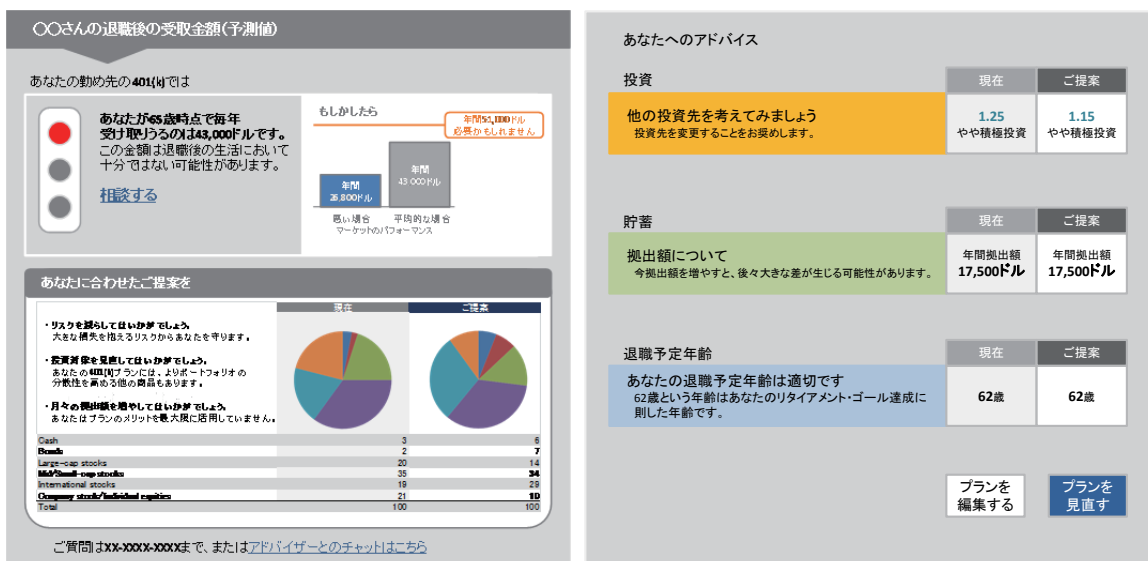 〇〇さんの退職後の受取金額(予測値)
あなたの勤め先の401(k)では
あなたが65歳時点で毎年
受け取りうるのは43,000ドルです。
この金額は退職後の生活において
十分ではない可能性があります。
相談する
もしかしたら
年間
必要かもしれません
年間
43,000ドル
年間
26,800ドル
悪い場合 平均的な場合
マーケットのパフォーマンス
あなたに合わせたご提案を
現在 ご提案
・リスクを減らしてはいかがでしょう。
大きな損失を抱えるリスクからあなたを守ります。
・投資対象を見直してはいかがでしょう。
あなたの401(k)プランには、よりポートフォリオの
分散性を高める他の商品もあります。
・月々の拠出額を増やしてはいかがでしょう。
あなたはプランのメリットを最大限に活用していません。
Cash 3 6
Bonds 2 7
Large-cap stocks 20 14
Mid/Small-cap stocks 35 34
International stocks 19 29
Company stock/Individual equities 21 10
Total 100 100
ご質問はXX-XXXX-XXXXまで、またはアドバイザーとのチャットはこちら
あなたへのアドバイス
投資 現在 ご提案
他の投資先を考えてみましょう
投資先を変更することをお奨めします。
1.25 1.15
やや積極投資 やや積極投資
貯蓄 現在 ご提案
拠出額について
今拠出額を増やすと、後々大きな差が生じる可能性があります。
年間拠出額 年間拠出額
17,500ドル 17,500ドル
退職予定年齢 現在 ご提案
あなたの退職予定年齢は適切です
62歳という年齢はあなたのリタイアメント・ゴール達成に
則した年齢です。
62歳 62歳
プランを プランを
編集する 見直す